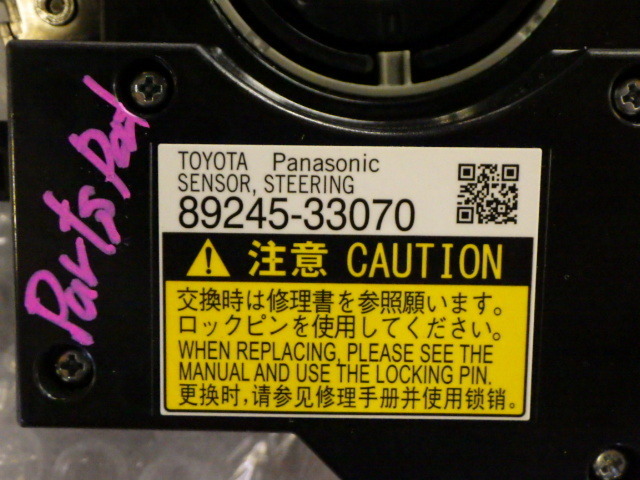 Parts Pool
TOYOTA Panasonic
SENSOR, STEERING
89245-33070
注意 CAUTION
交換時は修理書を参照願います。
ロックピンを使用してください。
WHEN REPLACING, PLEASE SEE THE
MANUAL AND USE THE LOCKING PIN.
更换时,请参见修理手册并使用锁销。